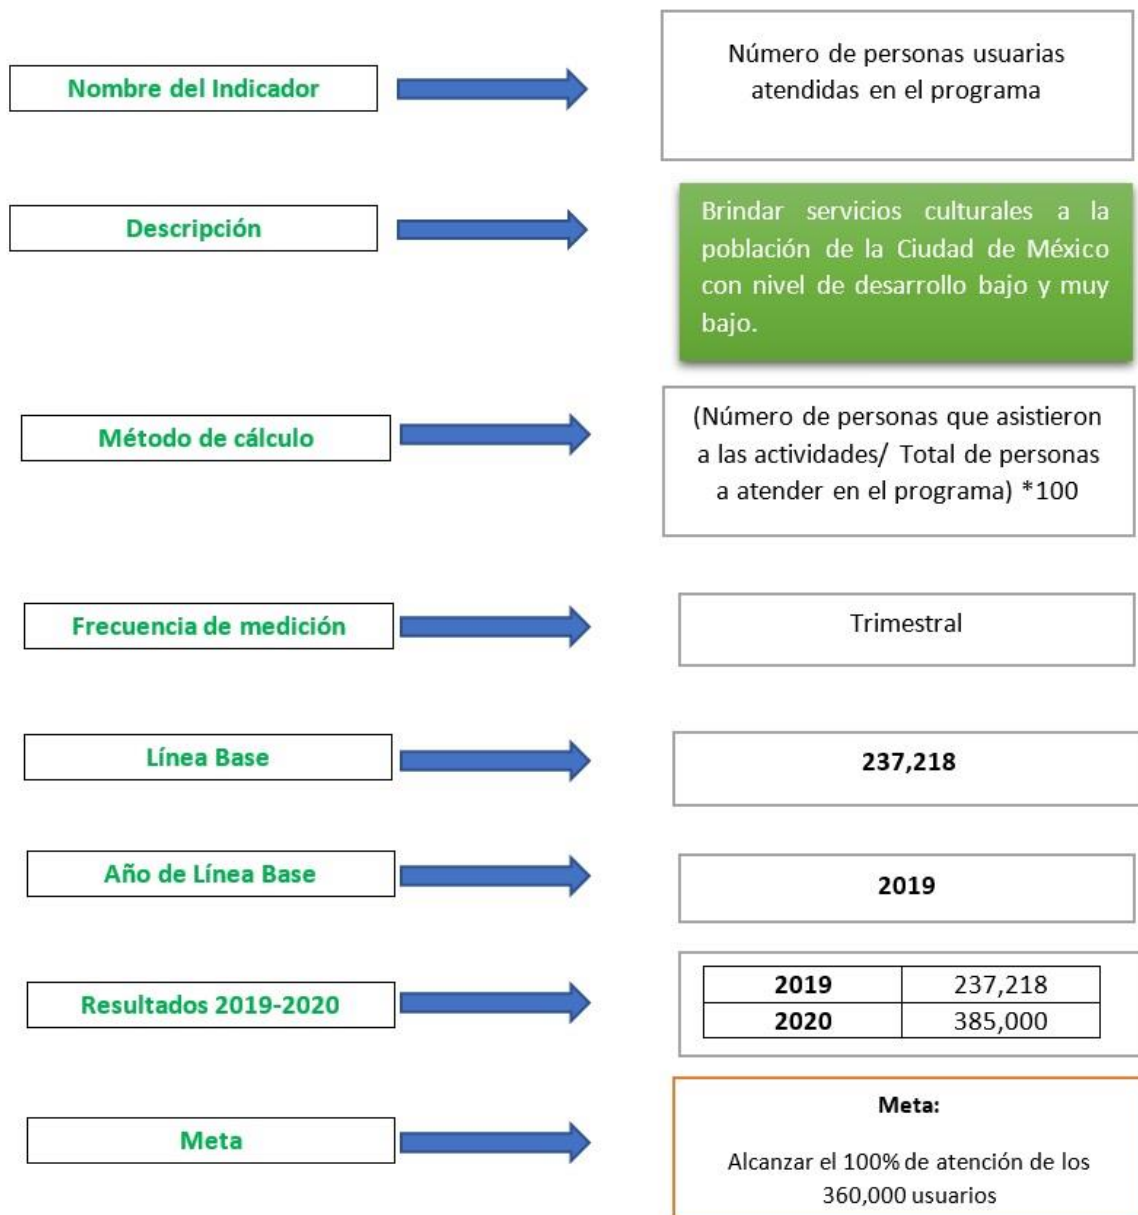 Nombre del Indicador
Número de personas usuarias
atendidas en el programa
Descripción
Brindar servicios culturales a la
población de la Ciudad de México
con nivel de desarrollo bajo y muy
bajo.
Método de cálculo
(Número de personas que asistieron
a las actividades/ Total de personas
a atender en el programa) *100
Frecuencia de medición
Trimestral
Línea Base
237,218
Año de Línea Base
2019
Resultados 2019-2020
2019 237,218
2020 385,000
Meta
Meta:
Alcanzar el 100% de atención de los
360,000 usuarios